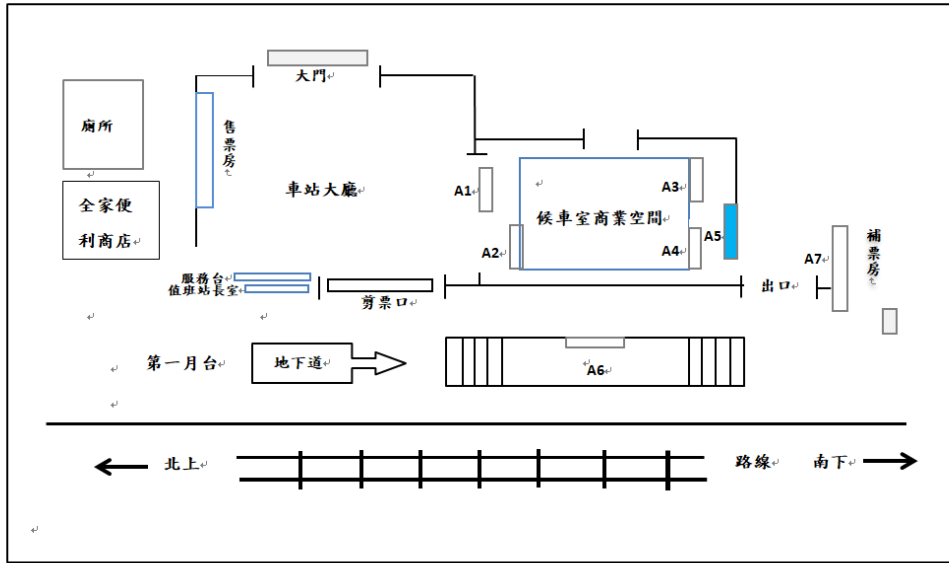 大門
廁所
售票房
全家便
利商店
車站大廳
A1
A2
候車室商業空間
A3
A4
A5
A7
補票房
服務台
值班站長室
剪票口
出口
第一月台
地下道
A6
北上
路線
南下